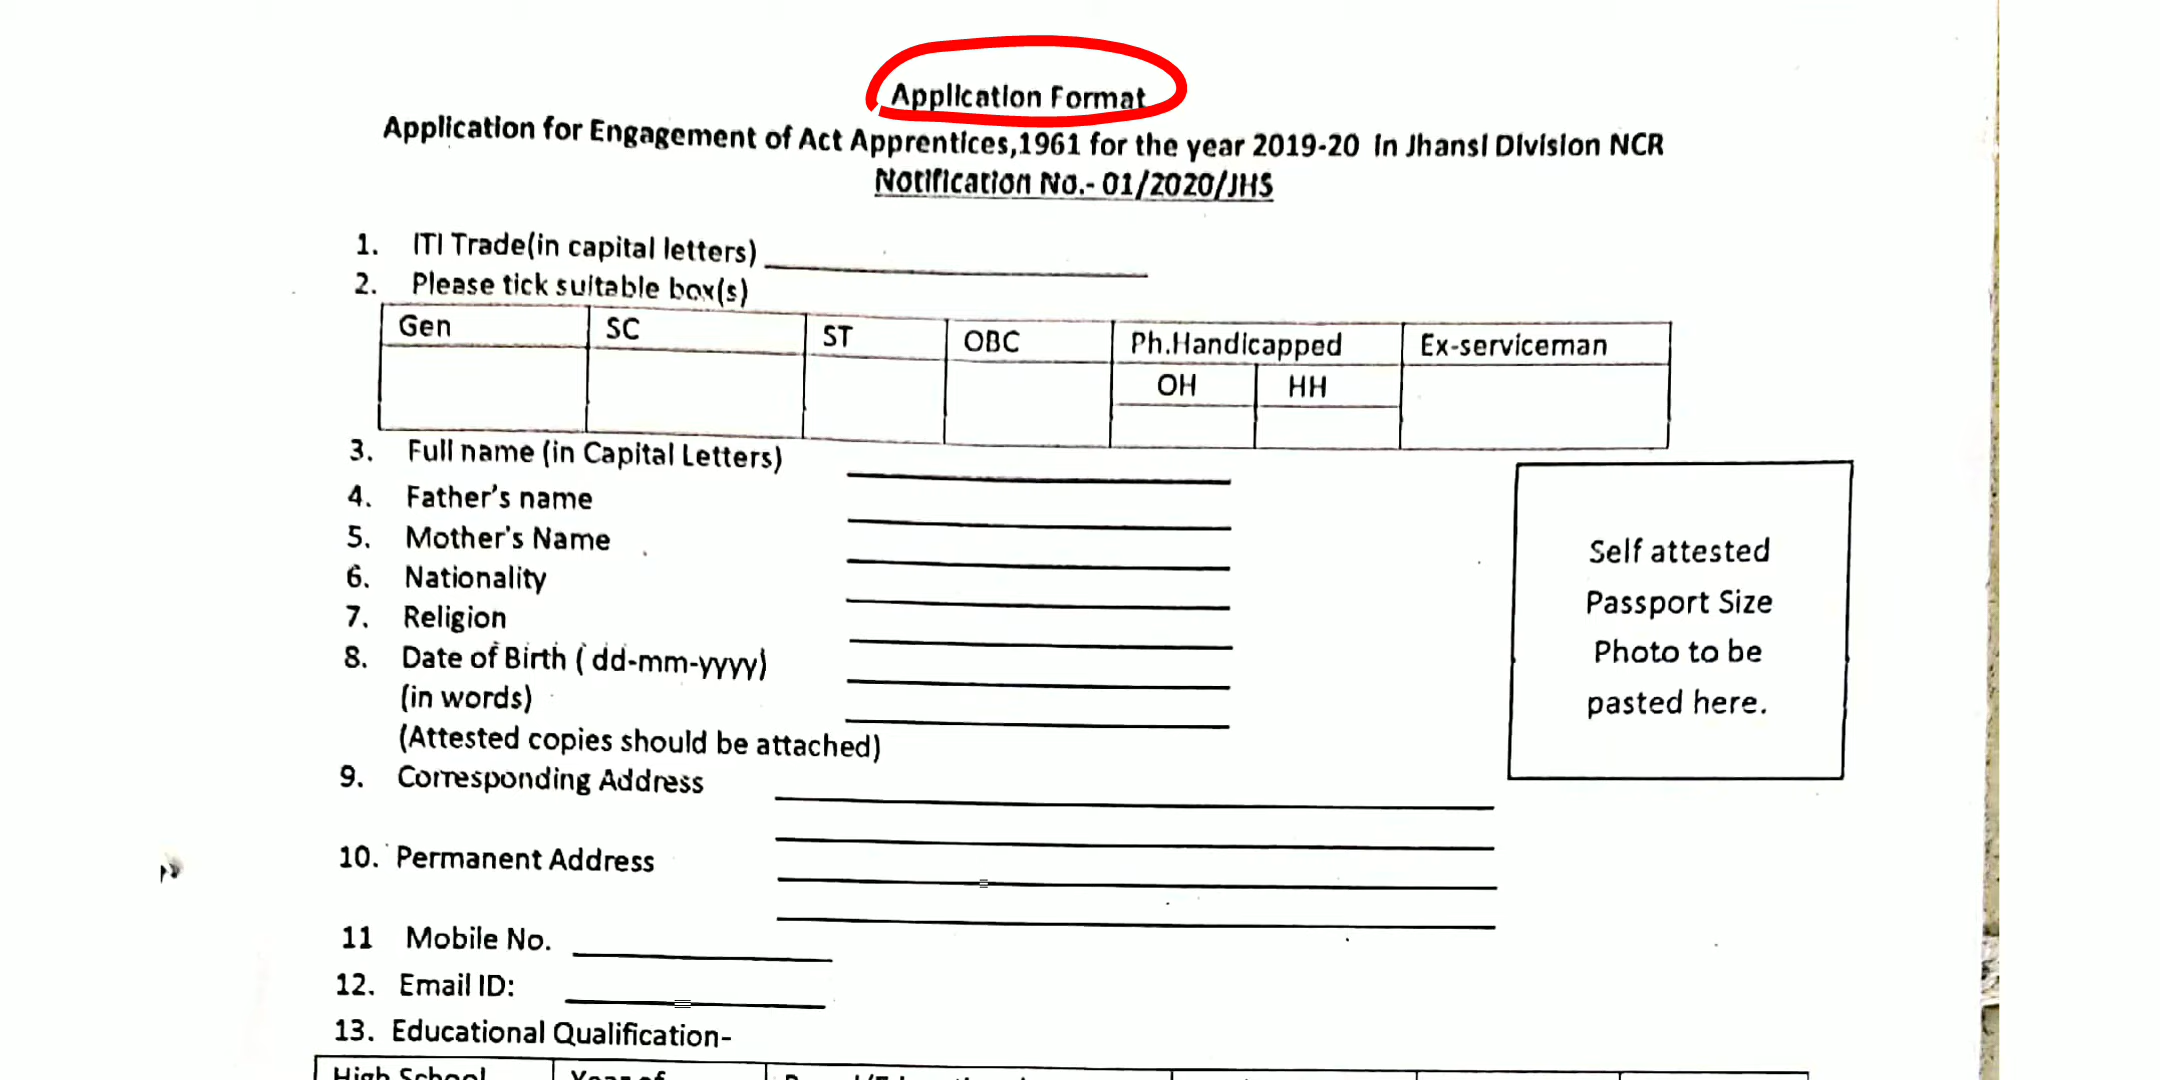 Application Format
Application for Engagement of Act Apprentices,1961 for the year 2019-20 in Jhansi Division NCR
Notification No.- 01/2020/JHS
1. ITI Trade(in capital letters)
2. Please tick suitable box(s)
Gen SC ST OBC Ph.Handicapped Ex-serviceman
OH HH
3. Full name (in Capital Letters)
4. Father's name
5. Mother's Name
6. Nationality
7. Religion
8. Date of Birth ( dd-mm-yyyy)
(in words)
(Attested copies should be attached)
Self attested
Passport Size
Photo to be
pasted here.
9. Corresponding Address
10. Permanent Address
11 Mobile No.
12. Email ID:
13. Educational Qualification-
High School Year of